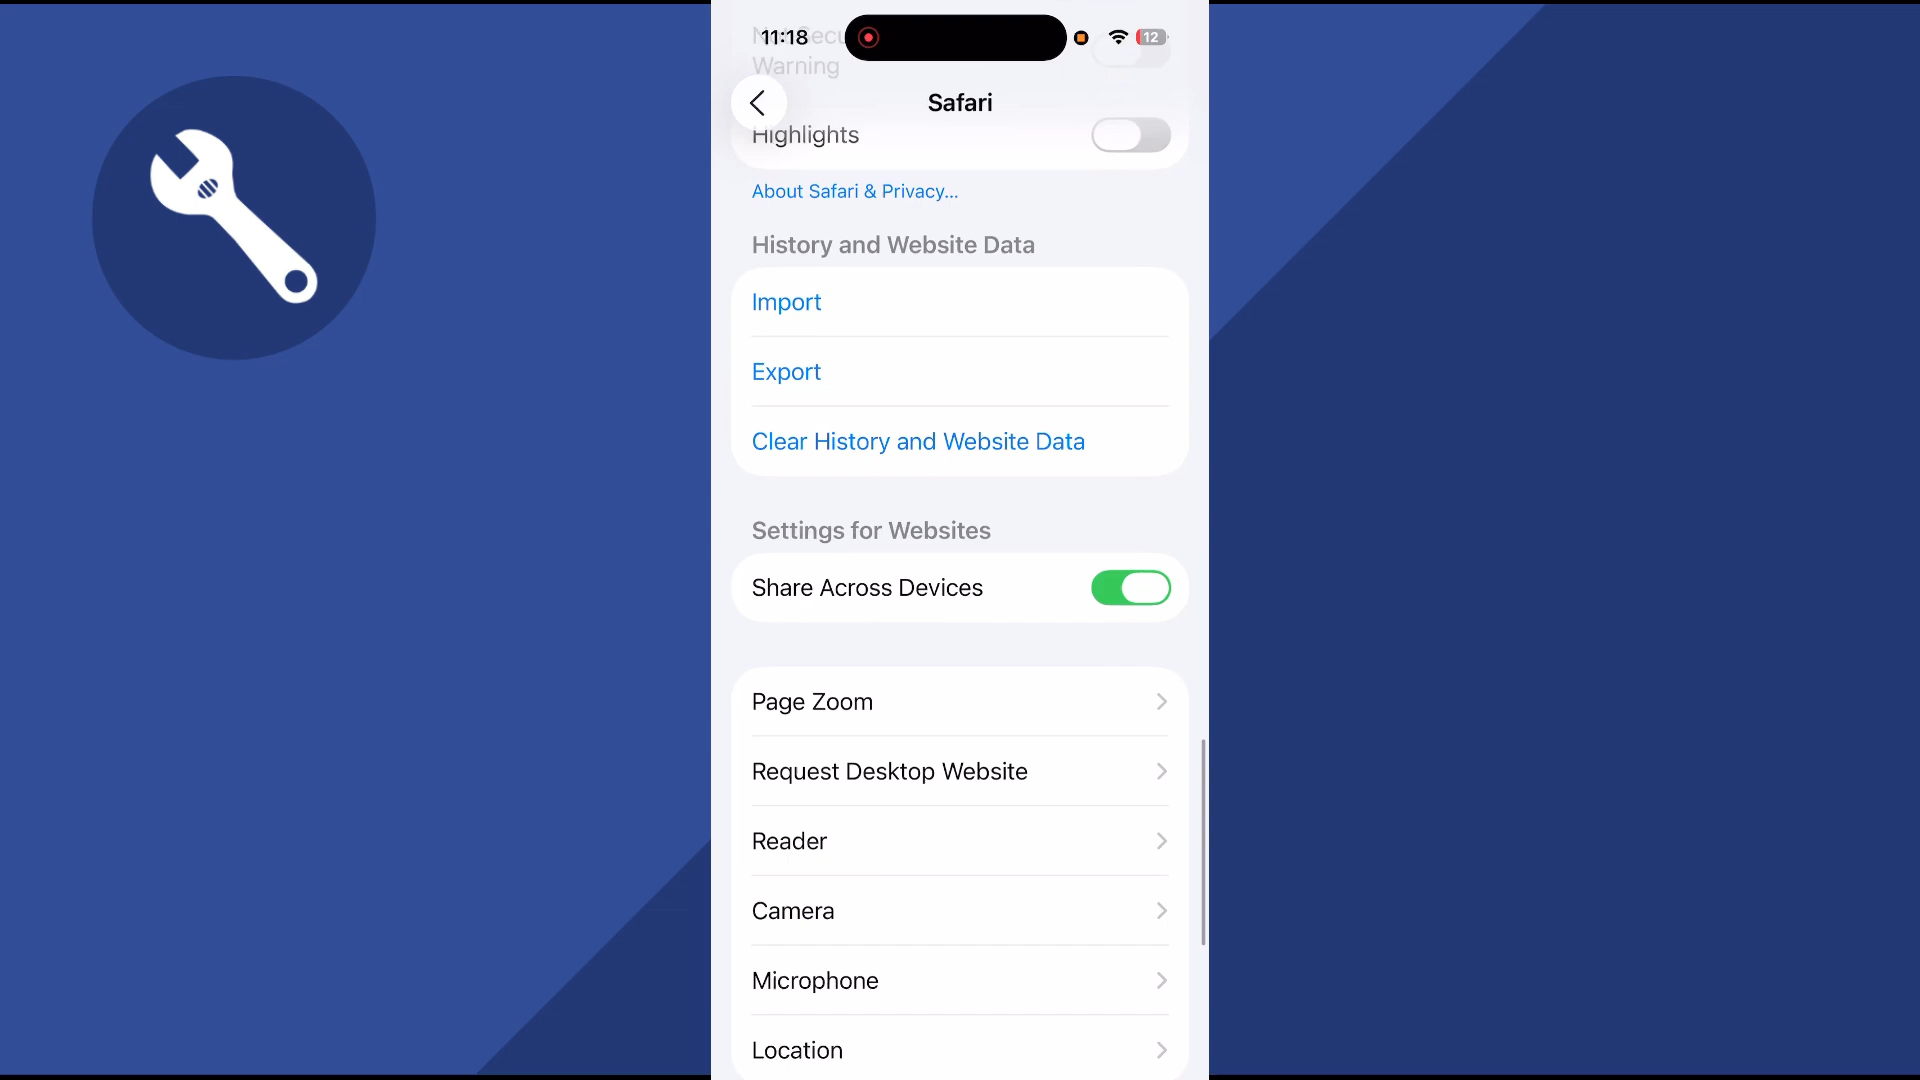 11:18
12
Warning
Safari
Highlights
About Safari & Privacy...
History and Website Data
Import
Export
Clear History and Website Data
Settings for Websites
Share Across Devices
Page Zoom
Request Desktop Website
Reader
Camera
Microphone
Location